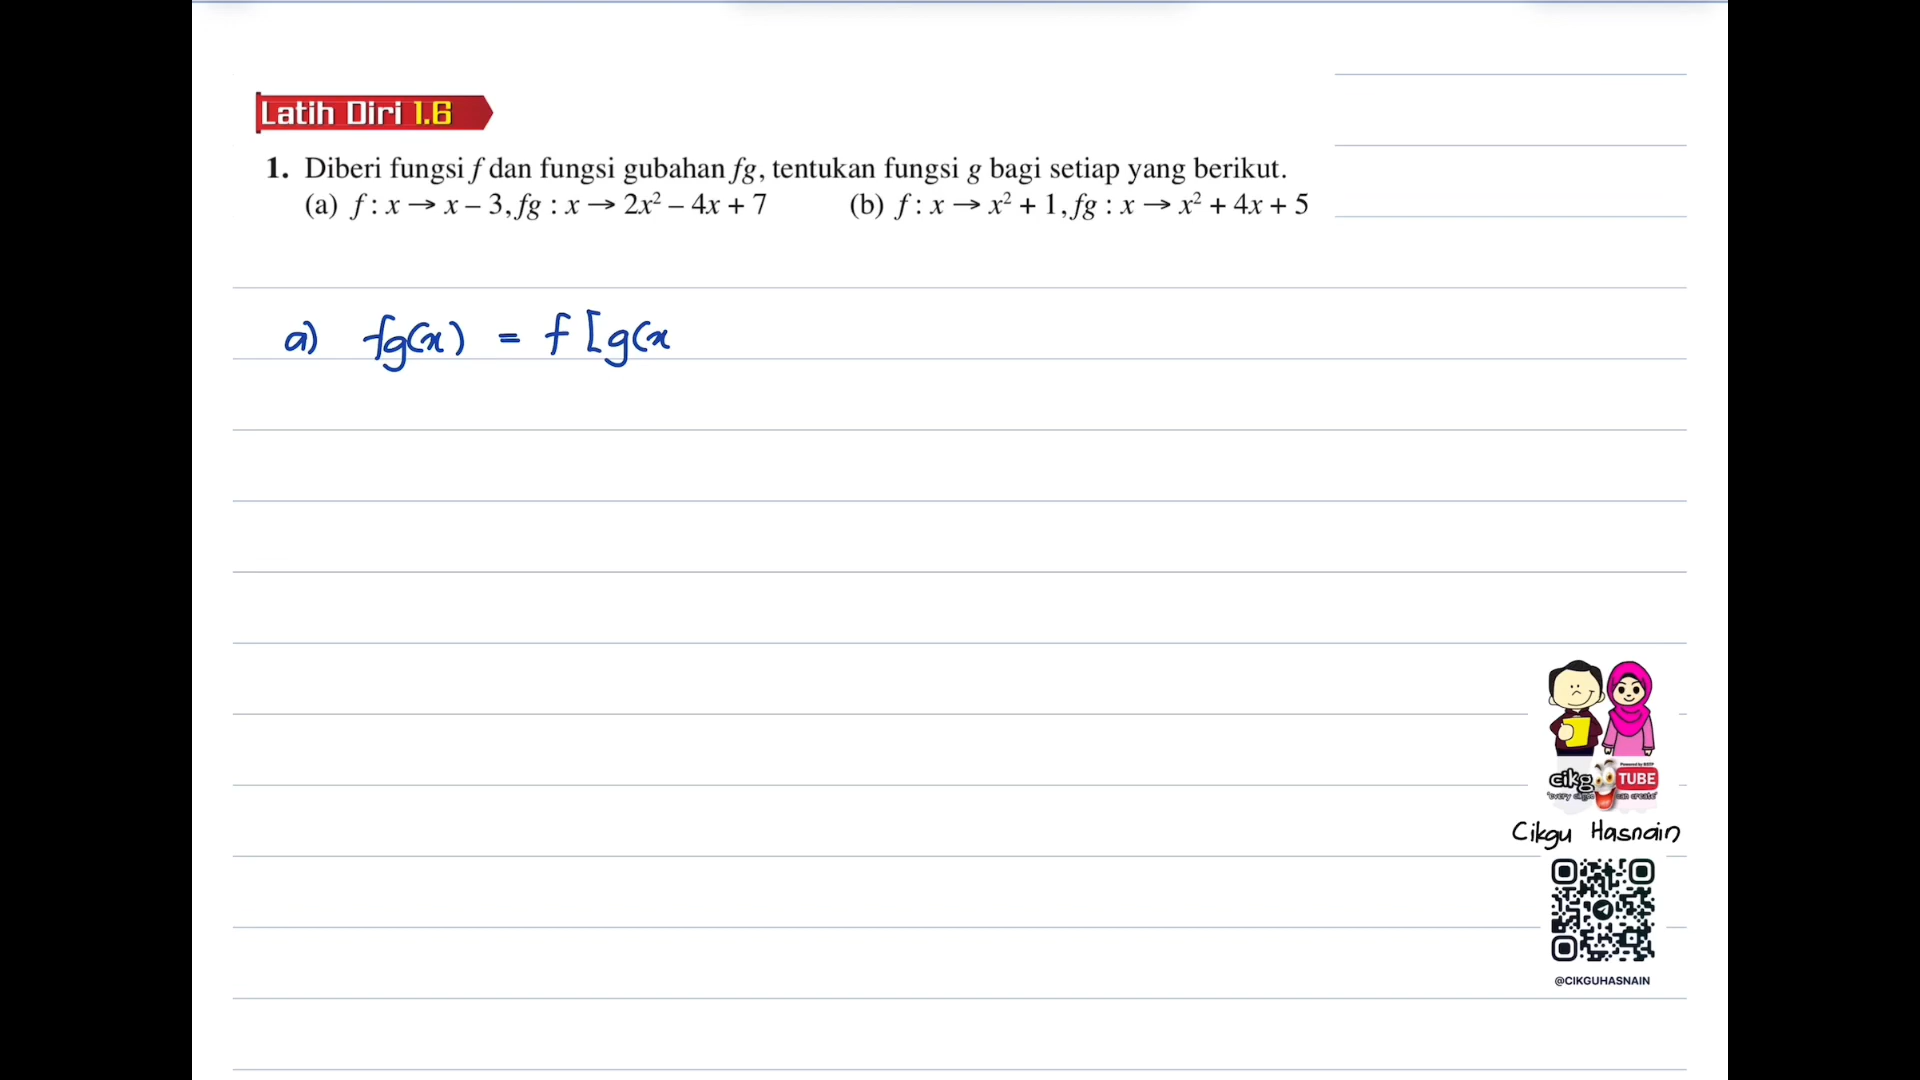 Latih Diri 1.6
1. Diberi fungsi f dan fungsi gubahan fg, tentukan fungsi g bagi setiap yang berikut.
(a) f : x → x – 3, fg : x → 2x² – 4x + 7 (b) f : x → x² + 1, fg : x → x² + 4x + 5
a) fg(x) = f [g(x
cikg TUBE
Cikgu Hasnain
@CIKGUHASNAIN